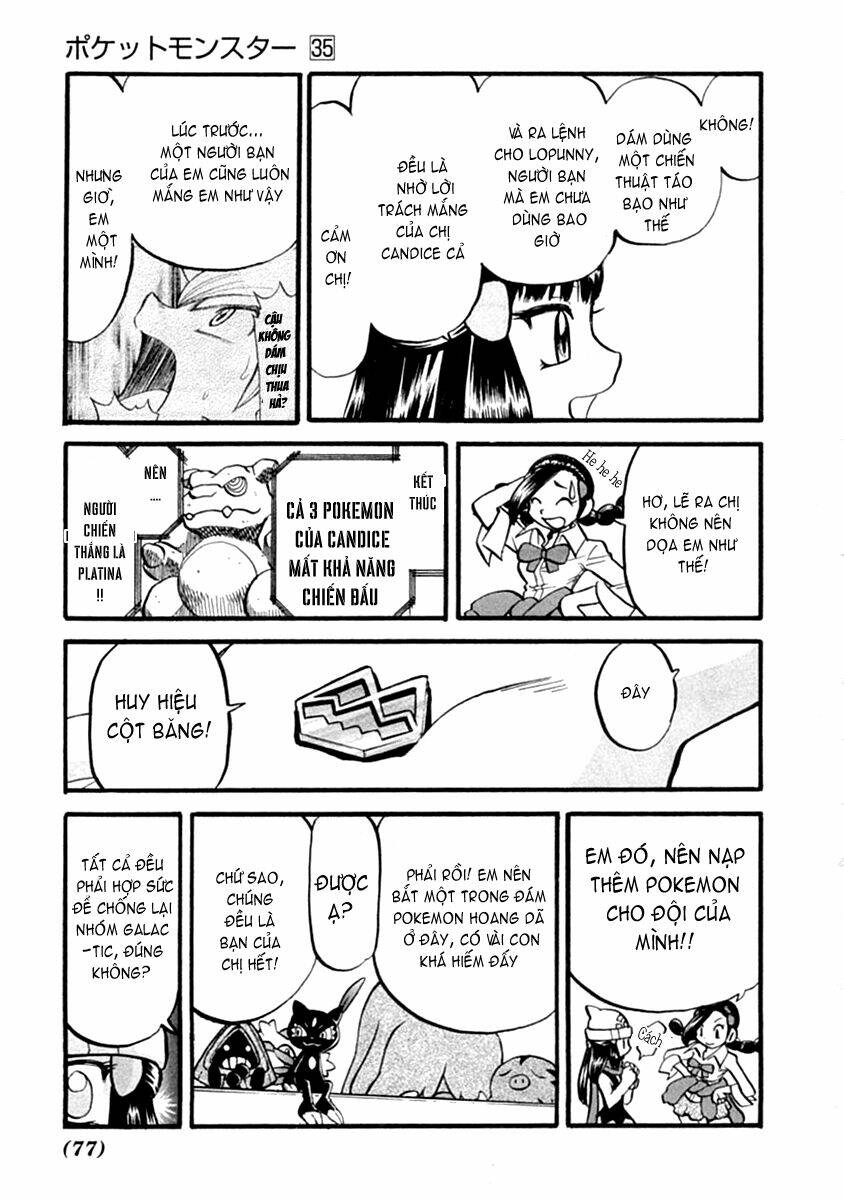 ポケットモンスター 35
KHÔNG!
DÁM DÙNG
MỘT CHIẾN
THUẬT TÁO
BẠO NHƯ
THẾ
VÀ RA LỆNH
CHO LOPUNNY,
NGƯỜI BẠN
MÀ EM CHƯA
DÙNG BAO
GIỜ
ĐỀU LÀ
NHỜ LỜI
TRÁCH MẮNG
CỦA CHỊ
CANDICE CẢ
CẢM
ƠN
CHỊ!
LÚC TRƯỚC...
MỘT NGƯỜI BẠN
CỦA EM CŨNG LUÔN
MẮNG EM NHƯ VẬY
NHƯNG
GIỜ,
EM
MỘT
MÌNH!
CẬU
KHÔNG
DÁM
CHỊU
THUA
HẢ?
He he he
HƠ, LẼ RA CHỊ
KHÔNG NÊN
DỌA EM NHƯ
THẾ!
KẾT
THÚC
CẢ 3 POKEMON
CỦA CANDICE
MẤT KHẢ NĂNG
CHIẾN ĐẤU
NÊN
....
NGƯỜI
CHIẾN
THẮNG LÀ
PLATINA
!!
ĐÂY
HUY HIỆU
CỘT BĂNG!
EM ĐÓ, NÊN NẠP
THÊM POKEMON
CHO ĐỘI CỦA
MÌNH!!
Cách
PHẢI RỒI! EM NÊN
BẮT MỘT TRONG ĐÁM
POKEMON HOANG DÃ
Ở ĐÂY, CÓ VÀI CON
KHÁ HIẾM ĐẤY
ĐƯỢC
Ạ?
CHỨ SAO,
CHÚNG
ĐỀU LÀ
BẠN CỦA
CHỊ HẾT!
TẤT CẢ ĐỀU
PHẢI HỢP SỨC
ĐỂ CHỐNG LẠI
NHÓM GALAC
-TIC, ĐÚNG
KHÔNG?
(77)